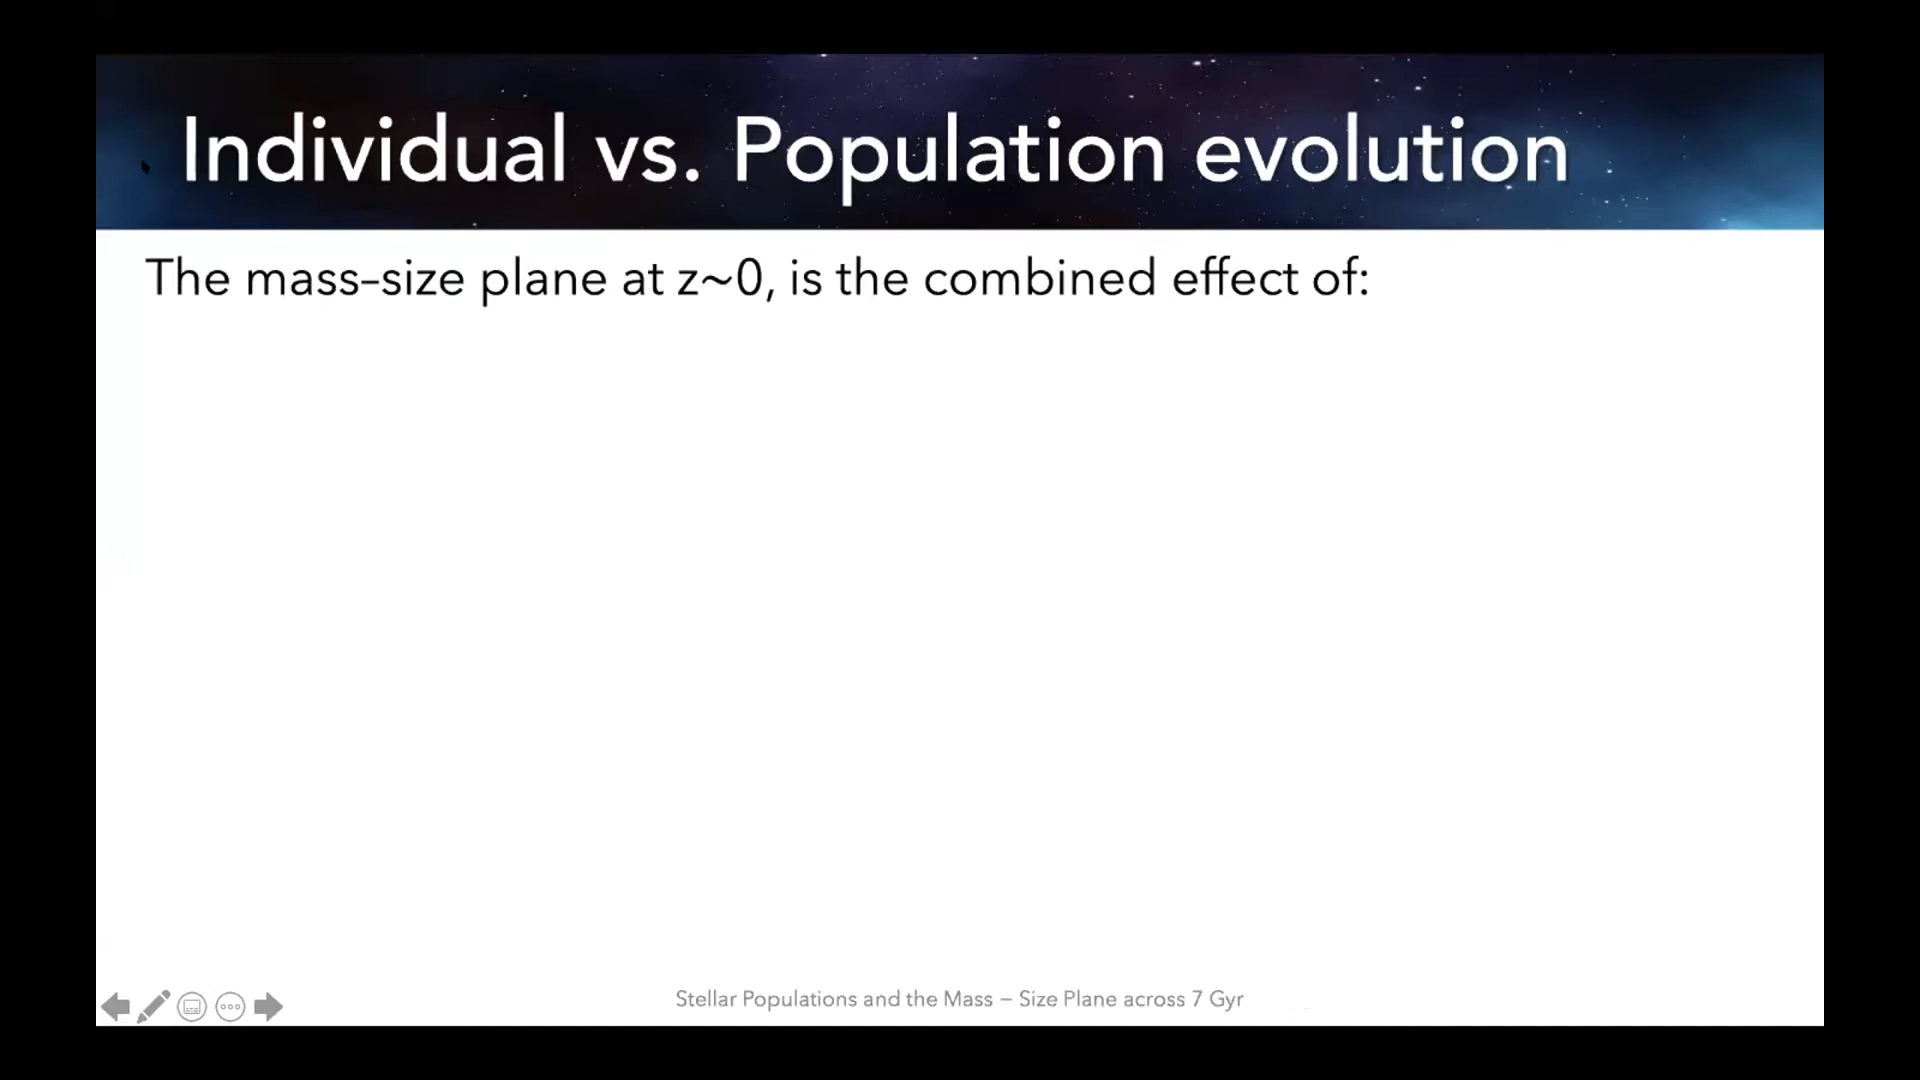 Individual vs. Population evolution
The mass–size plane at z~0, is the combined effect of:
Stellar Populations and the Mass – Size Plane across 7 Gyr